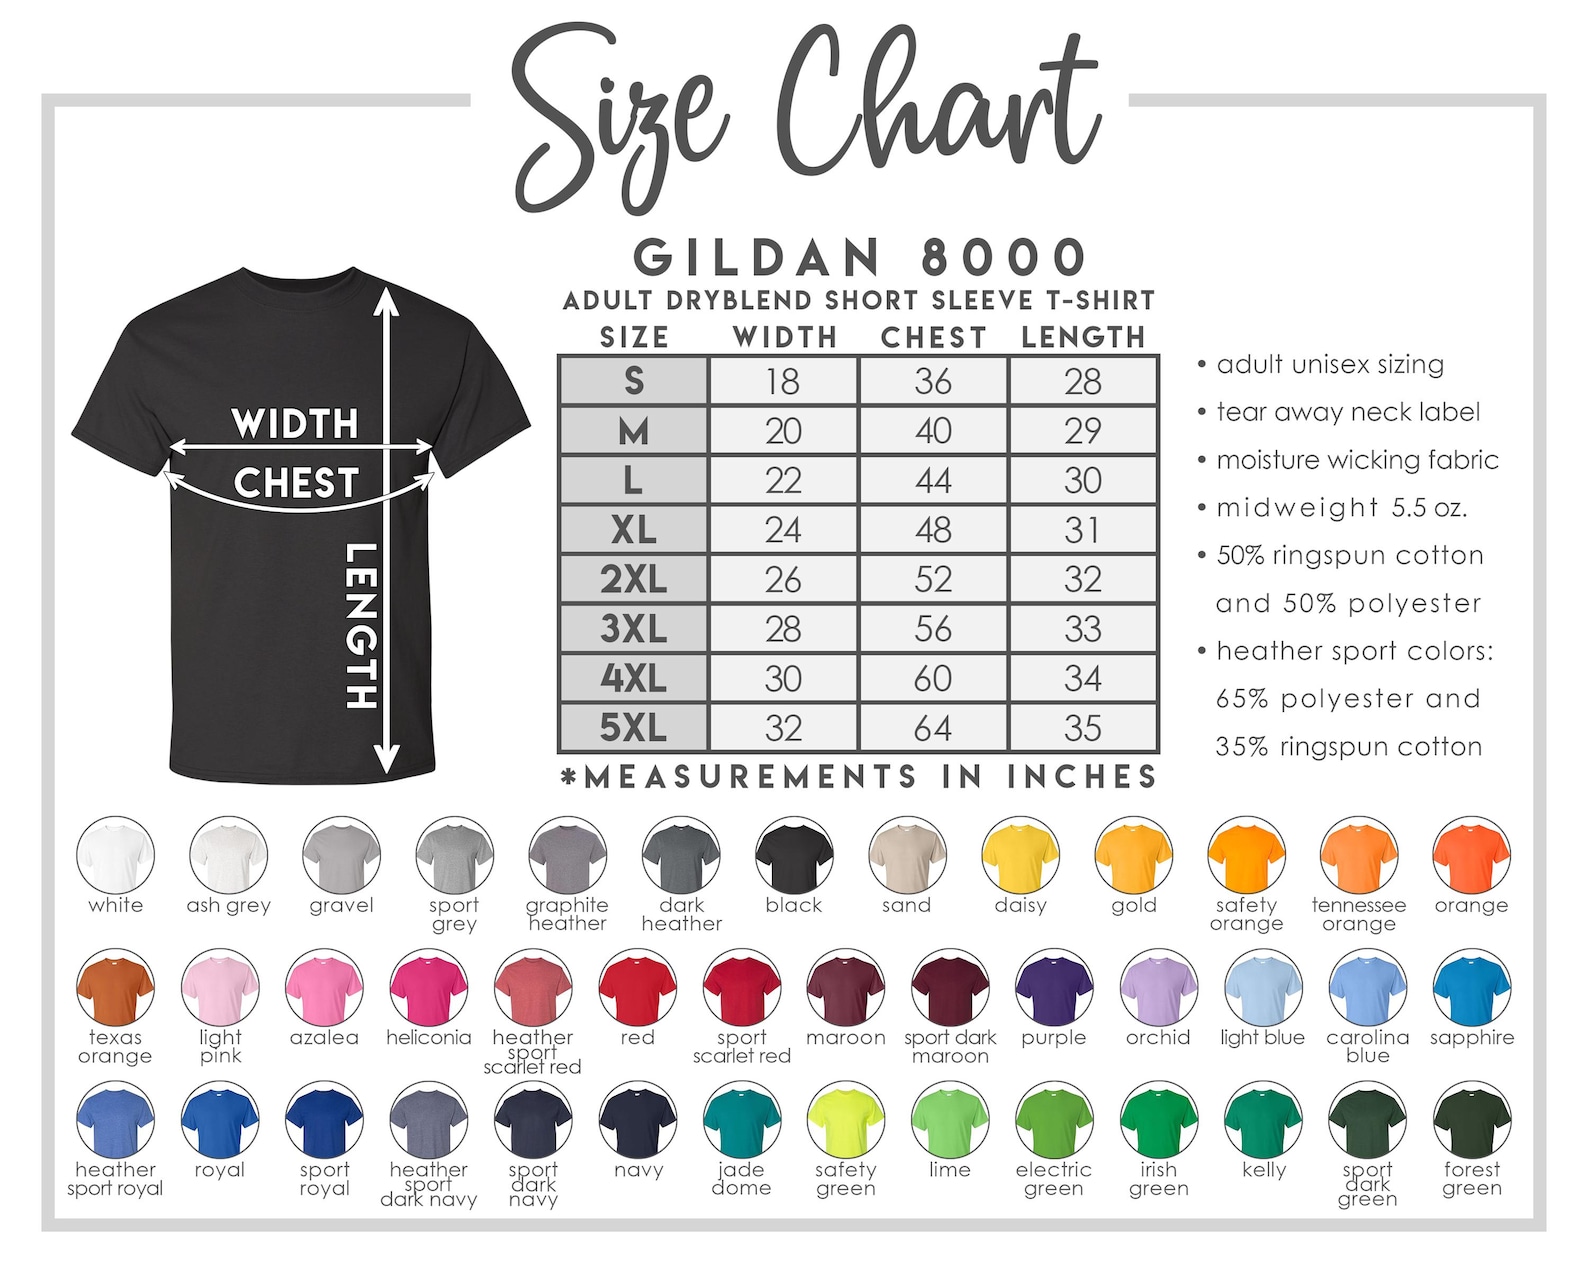 Size Chart
GILDAN 8000
ADULT DRYBLEND SHORT SLEEVE T-SHIRT
SIZE WIDTH CHEST LENGTH
S 18 36 28
M 20 40 29
L 22 44 30
XL 24 48 31
2XL 26 52 32
3XL 28 56 33
4XL 30 60 34
5XL 32 64 35
*MEASUREMENTS IN INCHES
WIDTH
CHEST
LENGTH
• adult unisex sizing
• tear away neck label
• moisture wicking fabric
• midweight 5.5 oz.
• 50% ringspun cotton
and 50% polyester
• heather sport colors:
65% polyester and
35% ringspun cotton
white
ash grey
gravel
sport
grey
graphite
heather
dark
heather
black
sand
daisy
gold
safety
orange
tennessee
orange
orange
texas
orange
light
pink
azalea
heliconia
heather
sport
scarlet red
red
sport
scarlet red
maroon
sport dark
maroon
purple
orchid
light blue
carolina
blue
sapphire
heather
sport royal
royal
sport
royal
heather
sport
dark navy
sport
dark
navy
navy
jade
dome
safety
green
lime
electric
green
irish
green
kelly
sport
dark
green
forest
green